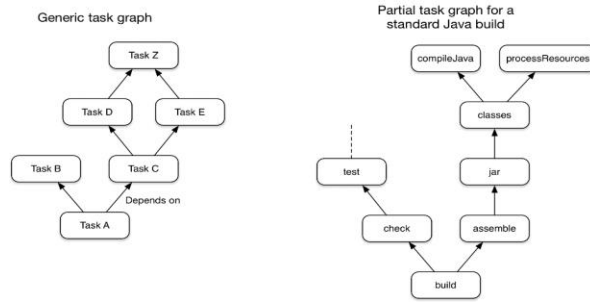 Generic task graph
Task Z
Task D
Task E
Task B
Task C
Depends on
Task A
Partial task graph for a
standard Java build
compileJava
processResources
classes
test
jar
check
assemble
build